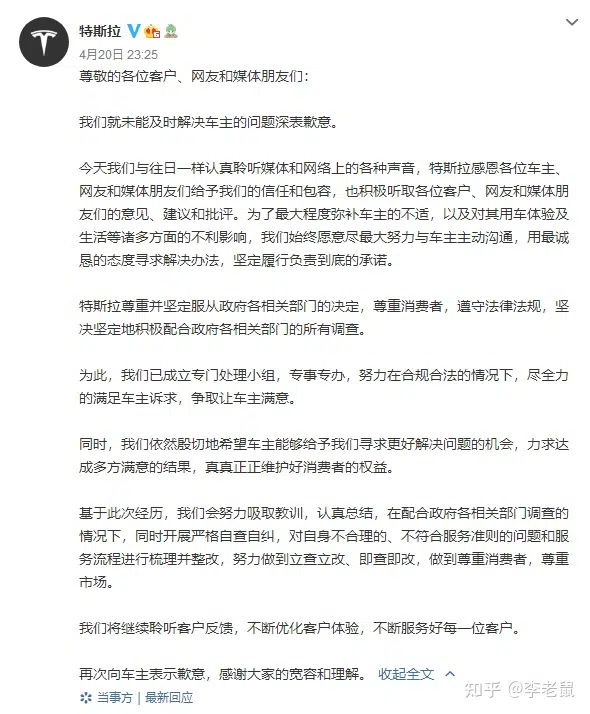 特斯拉
4月20日 23:25
尊敬的各位客户、网友和媒体朋友们：
我们就未能及时解决车主的问题深表歉意。
今天我们与往日一样认真聆听媒体和网络上的各种声音，特斯拉感恩各位车主、
网友和媒体朋友们给予我们的信任和包容，也积极听取各位客户、网友和媒体朋
友们的意见、建议和批评。为了最大程度弥补车主的不适，以及对其用车体验及
生活等诸多方面的不利影响，我们始终愿意尽最大努力与车主主动沟通，用最诚
恳的态度寻求解决办法，坚定履行负责到底的承诺。
特斯拉尊重并坚定服从政府各相关部门的决定，尊重消费者，遵守法律法规，坚
决坚定地积极配合政府各相关部门的所有调查。
为此，我们已成立专门处理小组，专事专办，努力在合规合法的情况下，尽全力
的满足车主诉求，争取让车主满意。
同时，我们依然殷切地希望车主能够给予我们寻求更好解决问题的机会，力求达
成多方满意的结果，真真正正维护好消费者的权益。
基于此次经历，我们会努力吸取教训，认真总结，在配合政府各相关部门调查的
情况下，同时开展严格自查自纠，对自身不合理的、不符合服务准则的问题和服
务流程进行梳理并整改，努力做到立查立改、即查即改，做到尊重消费者，尊重
市场。
我们将继续聆听客户反馈，不断优化客户体验，不断服务好每一位客户。
再次向车主表示歉意，感谢大家的宽容和理解。 收起全文
当事方 | 最新回应
知乎 @李老鼠